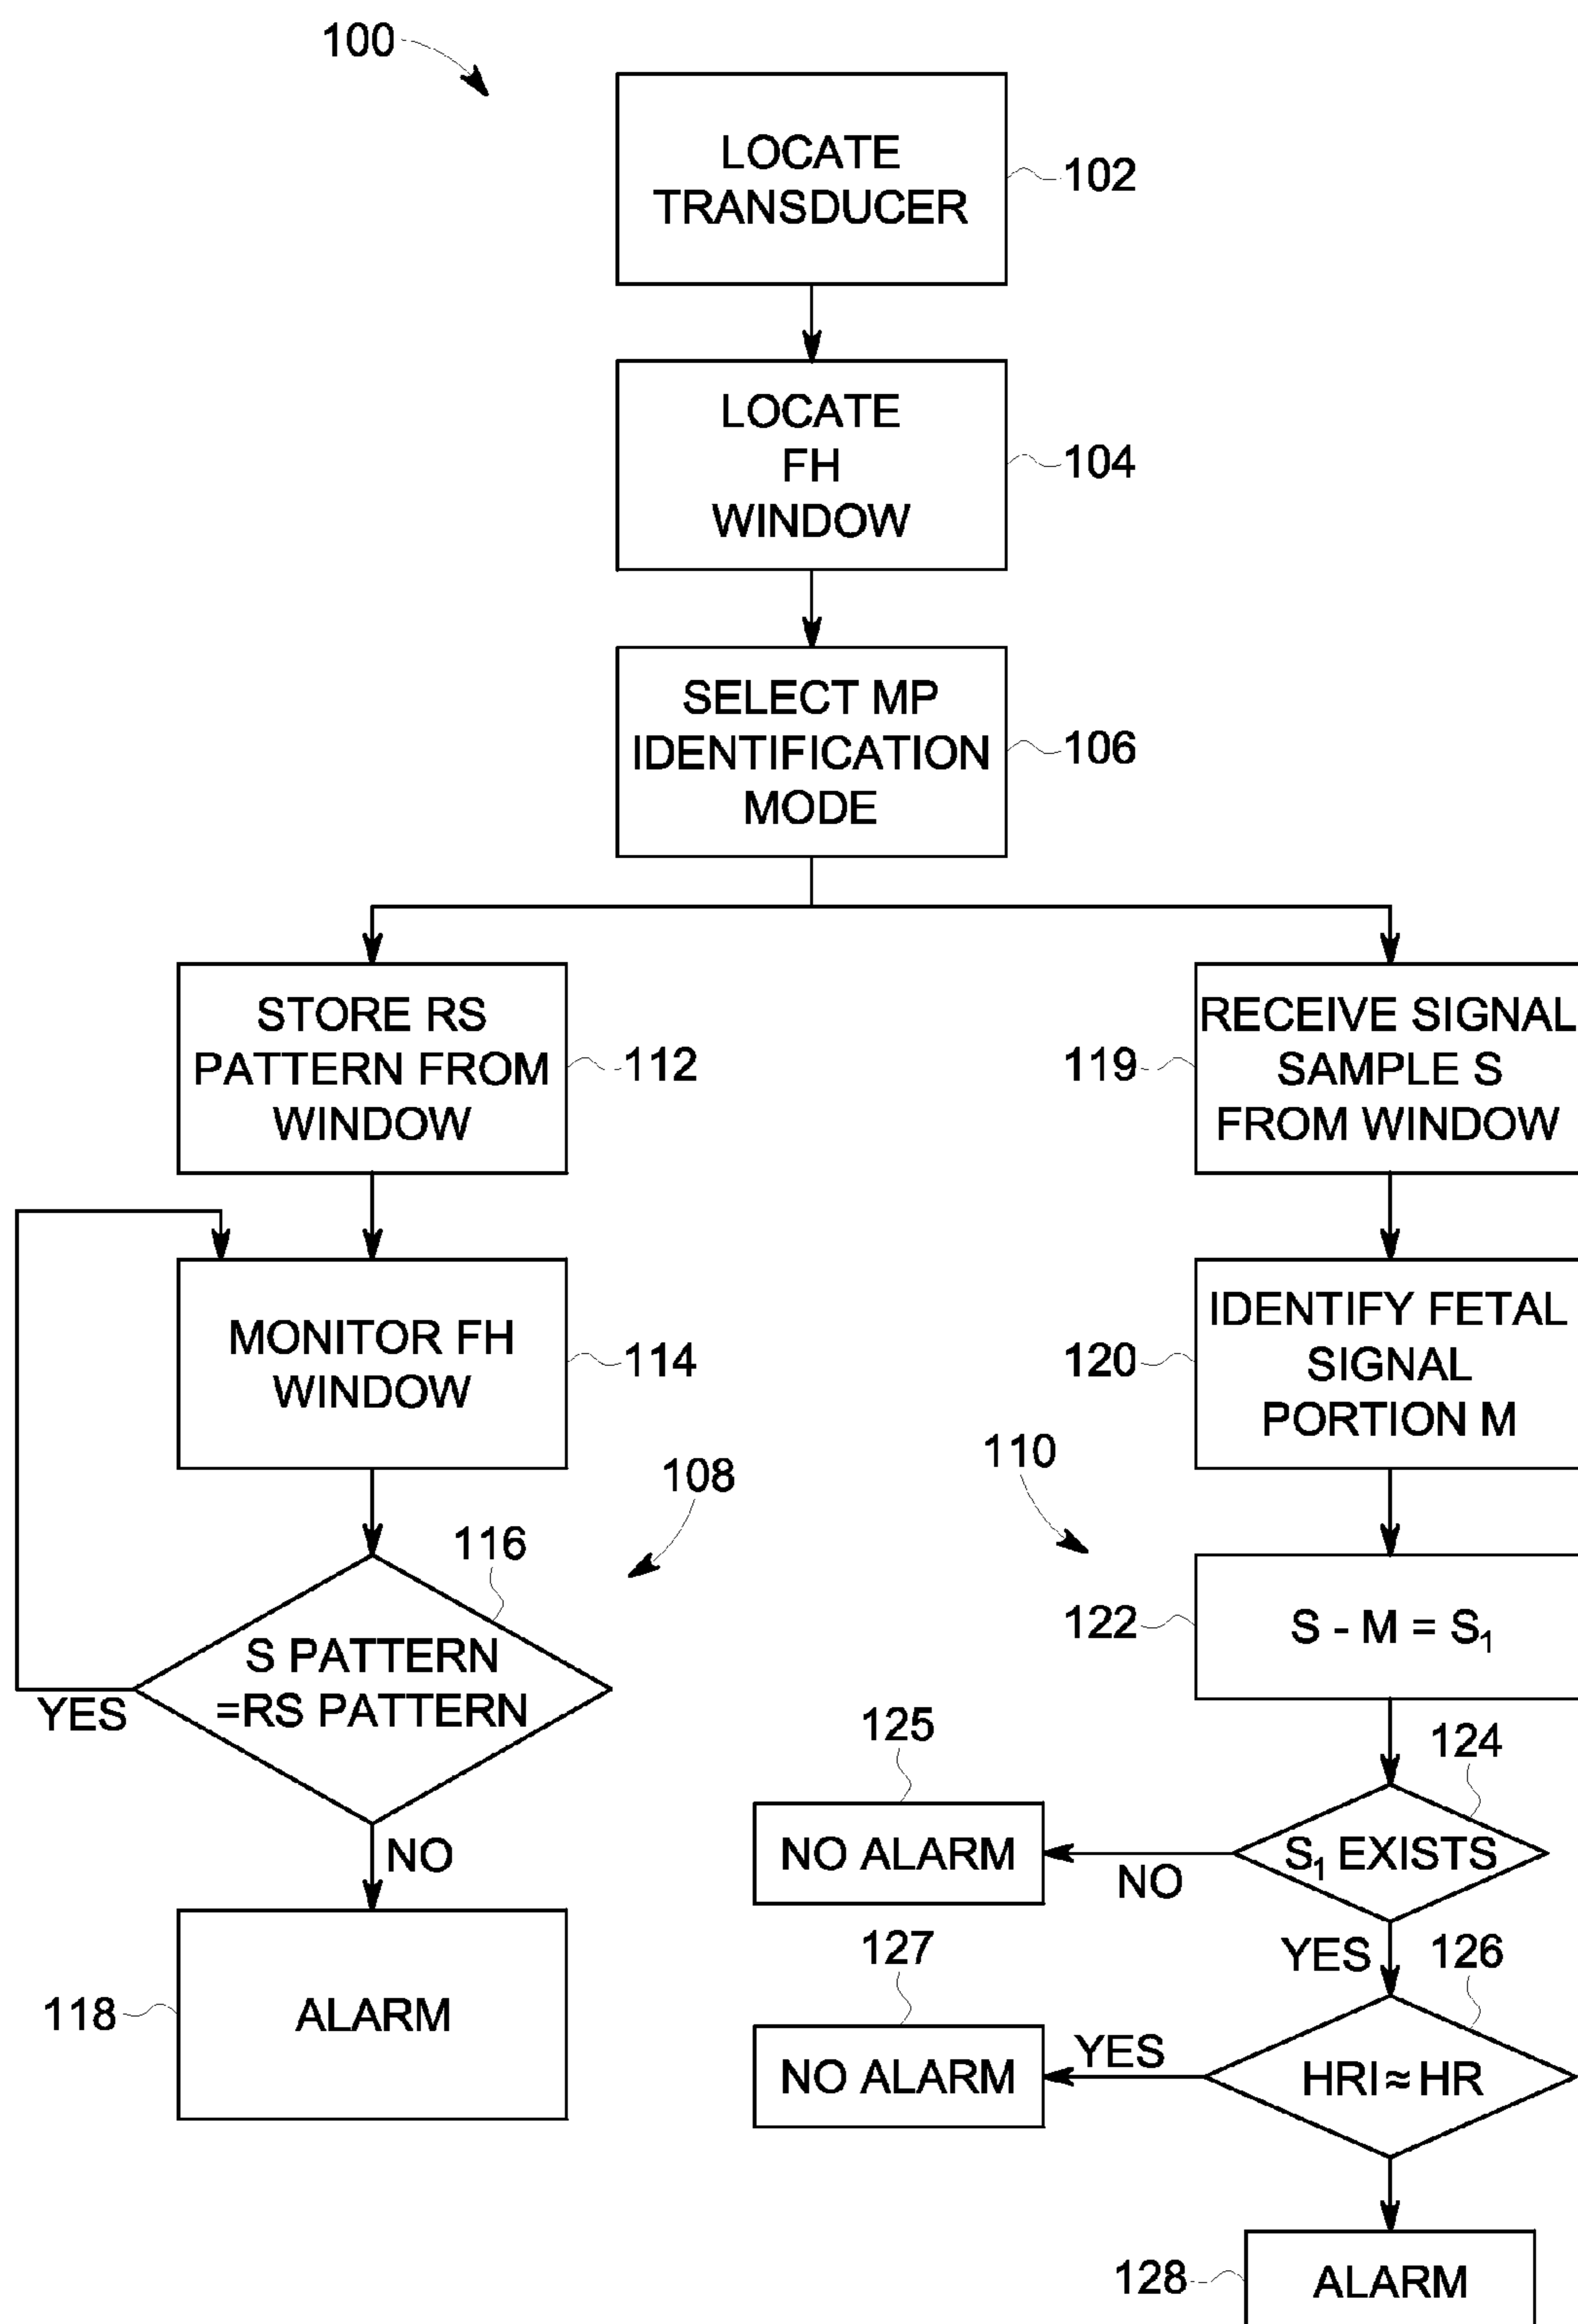 100
LOCATE
TRANSDUCER
102
LOCATE
FH
WINDOW
104
SELECT MP
IDENTIFICATION
MODE
106
STORE RS
PATTERN FROM
WINDOW
112
MONITOR FH
WINDOW
114
108
116
S PATTERN
=RS PATTERN
YES
NO
ALARM
118
RECEIVE SIGNAL
SAMPLE S
FROM WINDOW
119
IDENTIFY FETAL
SIGNAL
PORTION M
120
110
S - M = S₁
122
124
S₁ EXISTS
NO
125
NO ALARM
YES
126
HRI ≈ HR
YES
127
NO ALARM
ALARM
128